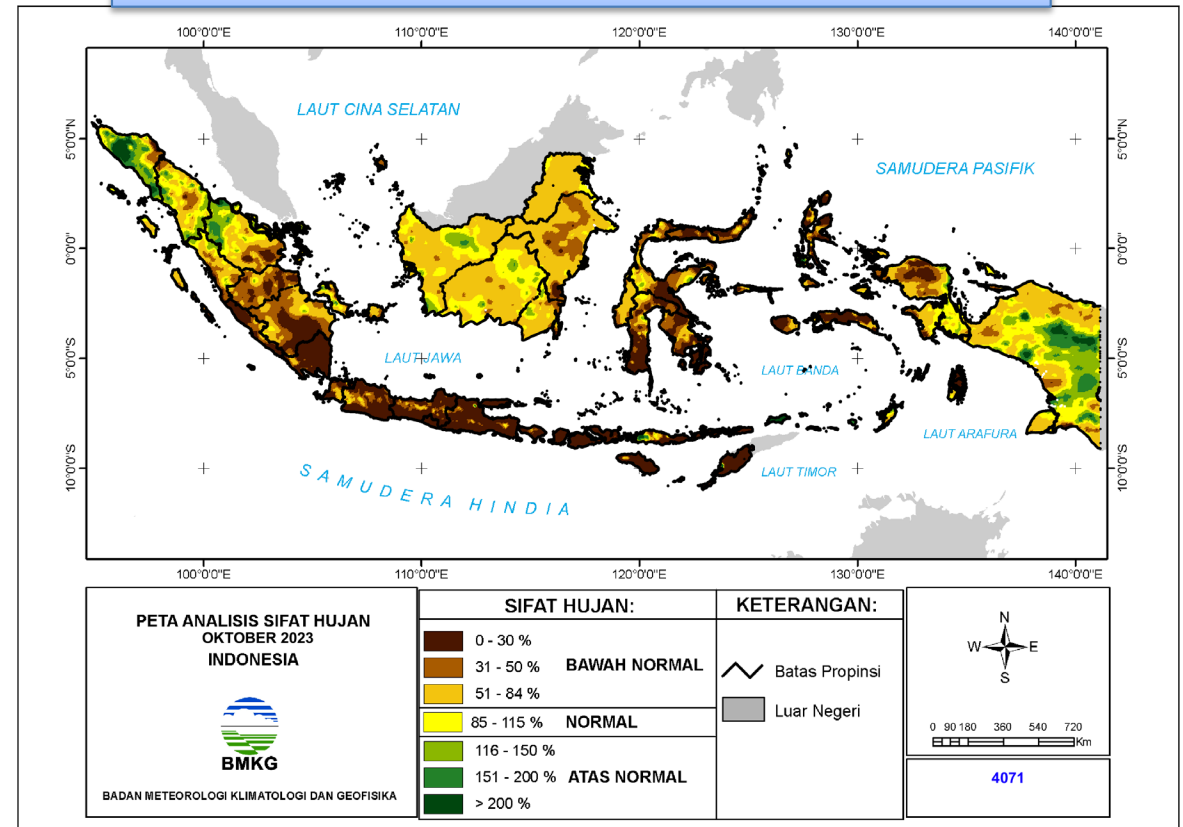 100°0'0"E 110°0'0"E 120°0'0"E 130°0'0"E 140°0'0"E
LAUT CINA SELATAN
SAMUDERA PASIFIK
5°0'0"N 5°0'0"N
0°0'0" 0°0'0"
5°0'0"S 5°0'0"S
LAUT JAWA
LAUT BANDA
LAUT ARAFURA
10°0'0"S 10°0'0"S
LAUT TIMOR
SAMUDERA HINDIA
100°0'0"E 110°0'0"E 120°0'0"E 130°0'0"E 140°0'0"E
PETA ANALISIS SIFAT HUJAN
OKTOBER 2023
INDONESIA
BMKG
BADAN METEOROLOGI KLIMATOLOGI DAN GEOFISIKA
SIFAT HUJAN:
0 - 30 %
31 - 50 % BAWAH NORMAL
51 - 84 %
85 - 115 % NORMAL
116 - 150 %
151 - 200 % ATAS NORMAL
> 200 %
KETERANGAN:
Batas Propinsi
Luar Negeri
N
W E
S
0 90 180 360 540 720
Km
4071